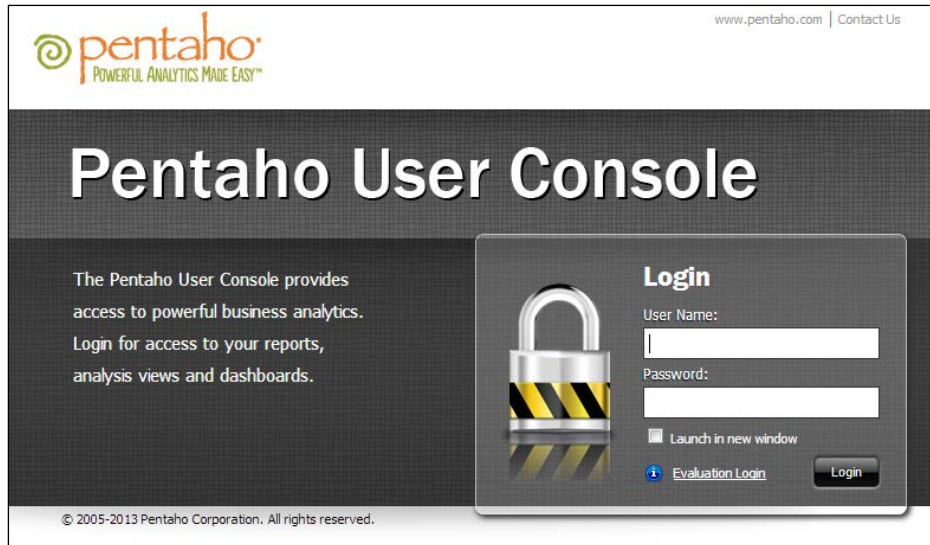 www.pentaho.com | Contact Us
pentaho
POWERFUL ANALYTICS MADE EASY™
Pentaho User Console
The Pentaho User Console provides
access to powerful business analytics.
Login for access to your reports,
analysis views and dashboards.
Login
User Name:
Password:
Launch in new window
Evaluation Login
Login
© 2005-2013 Pentaho Corporation. All rights reserved.